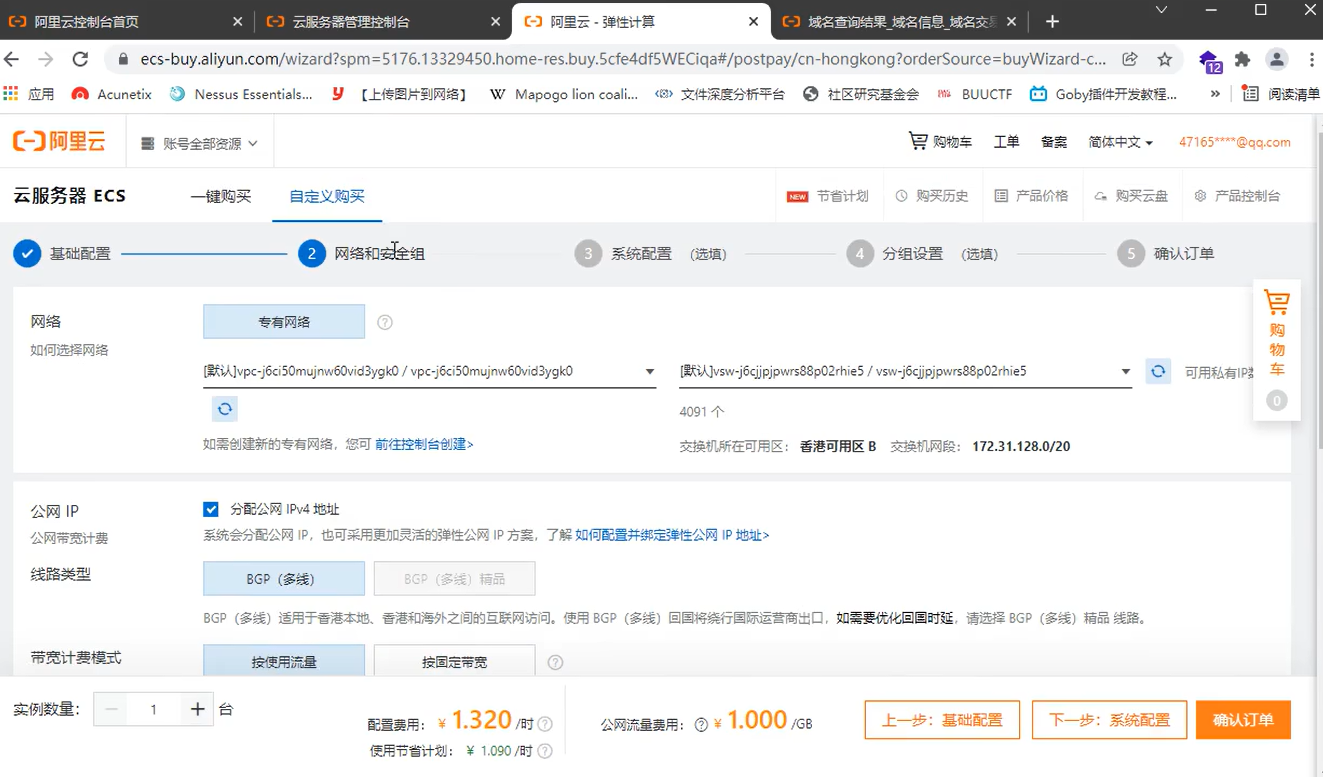 阿里云控制台首页
云服务器管理控制台
阿里云 - 弹性计算
域名查询结果_域名信息_域名交
ecs-buy.aliyun.com/wizard?spm=5176.13329450.home-res.buy.5cfe4df5WECiqa#/postpay/cn-hongkong?orderSource=buyWizard-c...
12
应用
Acunetix
Nessus Essentials...
【上传图片到网络】
Mapogo lion coali...
文件深度分析平台
社区研究基金会
BUUCTF
Goby插件开发教程...
»
阅读清单
阿里云
账号全部资源
购物车
工单
备案
简体中文
47165****@qq.com
云服务器 ECS
一键购买
自定义购买
NEW 节省计划
购买历史
产品价格
购买云盘
产品控制台
基础配置
2 网络和安全组
3 系统配置 (选填)
4 分组设置 (选填)
5 确认订单
网络
如何选择网络
专有网络
[默认]vpc-j6ci50mujnw60vid3ygk0 / vpc-j6ci50mujnw60vid3ygk0
[默认]vsw-j6cjjpjpwrs88p02rhie5 / vsw-j6cjjpjpwrs88p02rhie5
可用私有IP
4091 个
如需创建新的专有网络，您可 前往控制台创建>
交换机所在可用区： 香港可用区 B 交换机网段： 172.31.128.0/20
购物车
0
公网 IP
公网带宽计费
分配公网 IPv4 地址
系统会分配公网 IP，也可采用更加灵活的弹性公网 IP 方案，了解 如何配置并绑定弹性公网 IP 地址>
线路类型
BGP（多线）
BGP（多线）精品
BGP（多线）适用于香港本地、香港和海外之间的互联网访问。使用 BGP（多线）回国将绕行国际运营商出口，如需要优化回国时延，请选择 BGP（多线）精品 线路。
带宽计费模式
按使用流量
按固定带宽
实例数量：
1
台
配置费用： ¥ 1.320 /时
使用节省计划： ¥ 1.090 /时
公网流量费用： ¥ 1.000 /GB
上一步：基础配置
下一步：系统配置
确认订单